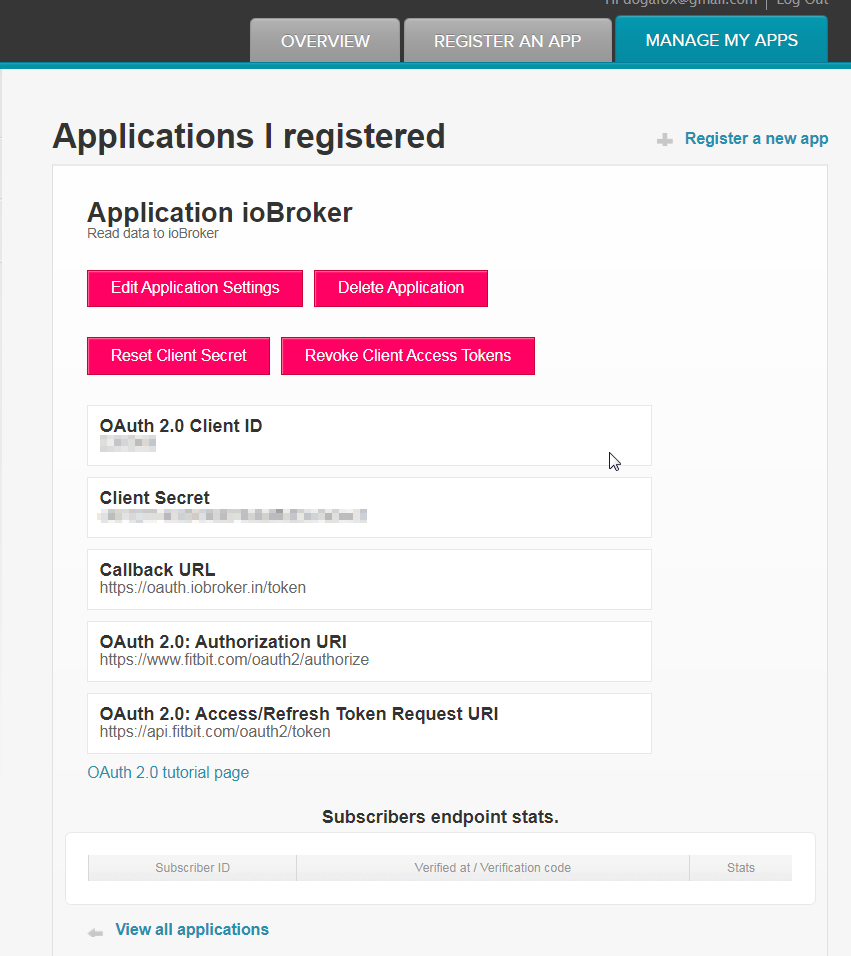 Hi dogafox@gmail.com | Log Out
OVERVIEW
REGISTER AN APP
MANAGE MY APPS
Applications I registered
Register a new app
Application ioBroker
Read data to ioBroker
Edit Application Settings
Delete Application
Reset Client Secret
Revoke Client Access Tokens
OAuth 2.0 Client ID
Client Secret
Callback URL
https://oauth.iobroker.in/token
OAuth 2.0: Authorization URI
https://www.fitbit.com/oauth2/authorize
OAuth 2.0: Access/Refresh Token Request URI
https://api.fitbit.com/oauth2/token
OAuth 2.0 tutorial page
Subscribers endpoint stats.
Subscriber ID
Verified at / Verification code
Stats
View all applications